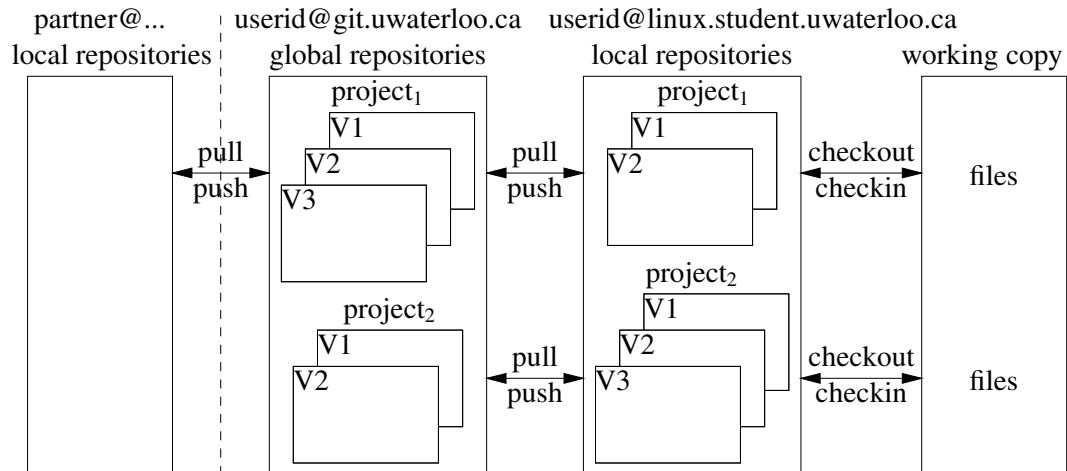 partner@... userid@git.uwaterloo.ca userid@linux.student.uwaterloo.ca
local repositories global repositories local repositories working copy
project₁ project₁
V1 V1
V2 V2
V3
pull pull checkout
push push checkin
files
project₂
project₂
V1
V1 V2
V2 V3
pull checkout
push checkin
files